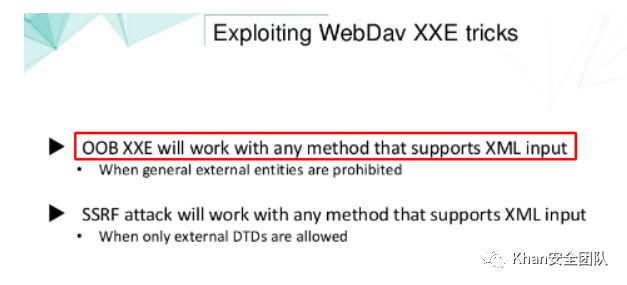 Exploiting WebDav XXE tricks
OOB XXE will work with any method that supports XML input
• When general external entities are prohibited
SSRF attack will work with any method that supports XML input
• When only external DTDs are allowed
Khan安全团队